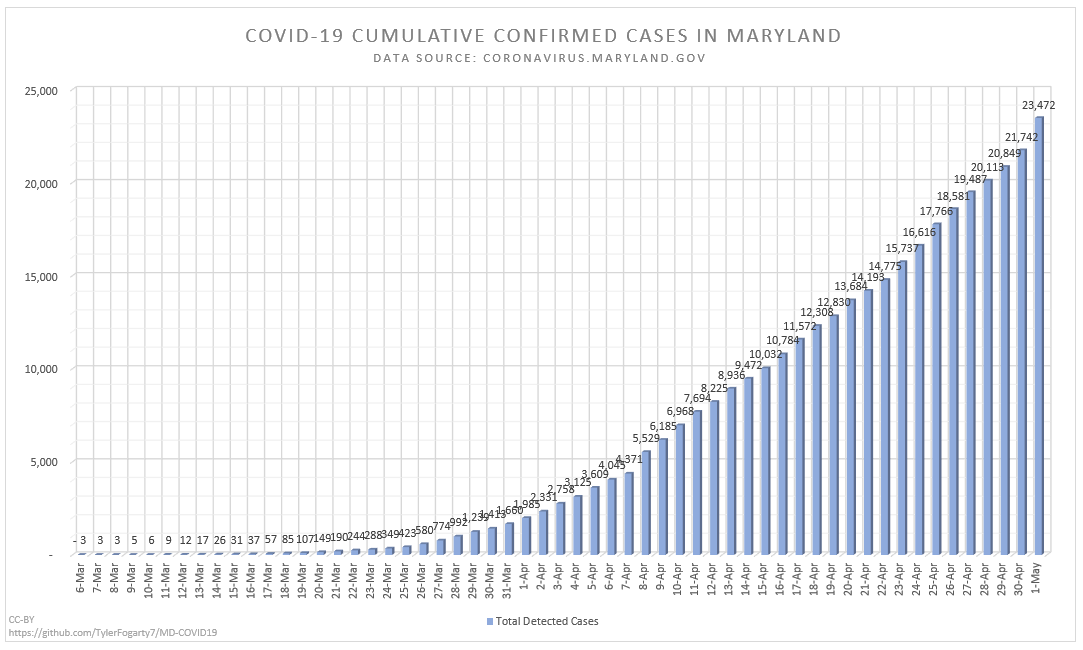 COVID-19 CUMULATIVE CONFIRMED CASES IN MARYLAND
DATA SOURCE: CORONAVIRUS.MARYLAND.GOV
25,000
20,000
15,000
10,000
5,000
-
3 3 3 5 6 9 12 17 26 31 37 57 85 107 149 190 244 288 349 423 580 774 992 1,239 1,413 1,660 1,985 2,331 2,758 3,125 3,609 4,045 4,371 5,529 6,185 6,968 7,694 8,225 8,936 9,472 10,032 10,784 11,572 12,308 12,830 13,684 14,193 14,775 15,737 16,616 17,766 18,581 19,487 20,113 20,849 21,742 23,472
6-Mar 7-Mar 8-Mar 9-Mar 10-Mar 11-Mar 12-Mar 13-Mar 14-Mar 15-Mar 16-Mar 17-Mar 18-Mar 19-Mar 20-Mar 21-Mar 22-Mar 23-Mar 24-Mar 25-Mar 26-Mar 27-Mar 28-Mar 29-Mar 30-Mar 31-Mar 1-Apr 2-Apr 3-Apr 4-Apr 5-Apr 6-Apr 7-Apr 8-Apr 9-Apr 10-Apr 11-Apr 12-Apr 13-Apr 14-Apr 15-Apr 16-Apr 17-Apr 18-Apr 19-Apr 20-Apr 21-Apr 22-Apr 23-Apr 24-Apr 25-Apr 26-Apr 27-Apr 28-Apr 29-Apr 30-Apr 1-May
Total Detected Cases
CC-BY
https://github.com/TylerFogarty7/MD-COVID19